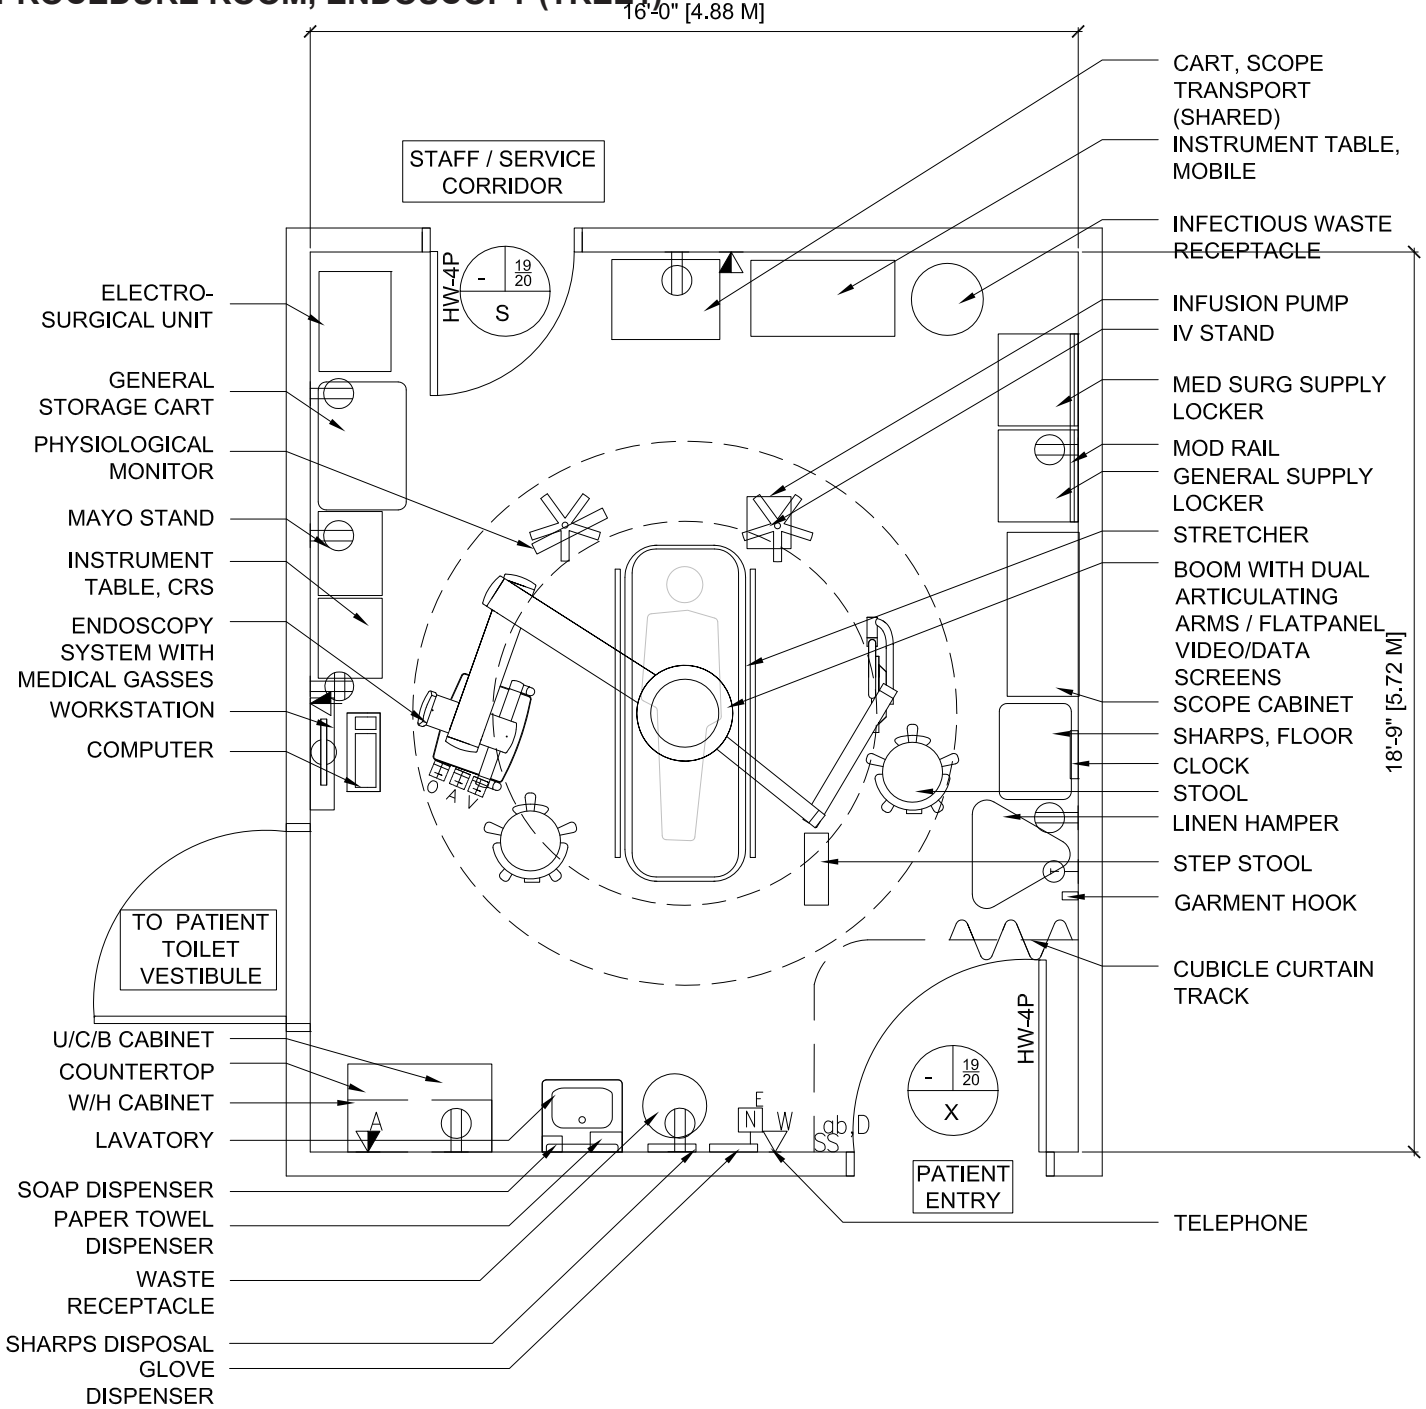 PROCEDURE ROOM, ENDOSCOPY (TREE1)
16'-0" [4.88 M]
STAFF / SERVICE
CORRIDOR
HW-4P
-
19
20
S
ELECTRO-
SURGICAL UNIT
GENERAL
STORAGE CART
PHYSIOLOGICAL
MONITOR
MAYO STAND
INSTRUMENT
TABLE, CRS
ENDOSCOPY
SYSTEM WITH
MEDICAL GASSES
WORKSTATION
COMPUTER
O A V
TO PATIENT
TOILET
VESTIBULE
U/C/B CABINET
COUNTERTOP
W/H CABINET
LAVATORY
SOAP DISPENSER
PAPER TOWEL
DISPENSER
WASTE
RECEPTACLE
SHARPS DISPOSAL
GLOVE
DISPENSER
A
E
N
W
gb,D
SS
CART, SCOPE
TRANSPORT
(SHARED)
INSTRUMENT TABLE,
MOBILE
INFECTIOUS WASTE
RECEPTACLE
INFUSION PUMP
IV STAND
MED SURG SUPPLY
LOCKER
MOD RAIL
GENERAL SUPPLY
LOCKER
STRETCHER
BOOM WITH DUAL
ARTICULATING
ARMS / FLATPANEL
VIDEO/DATA
SCREENS
SCOPE CABINET
SHARPS, FLOOR
CLOCK
STOOL
LINEN HAMPER
STEP STOOL
GARMENT HOOK
CUBICLE CURTAIN
TRACK
TELEPHONE
18'-9" [5.72 M]
HW-4P
-
19
20
X
PATIENT
ENTRY